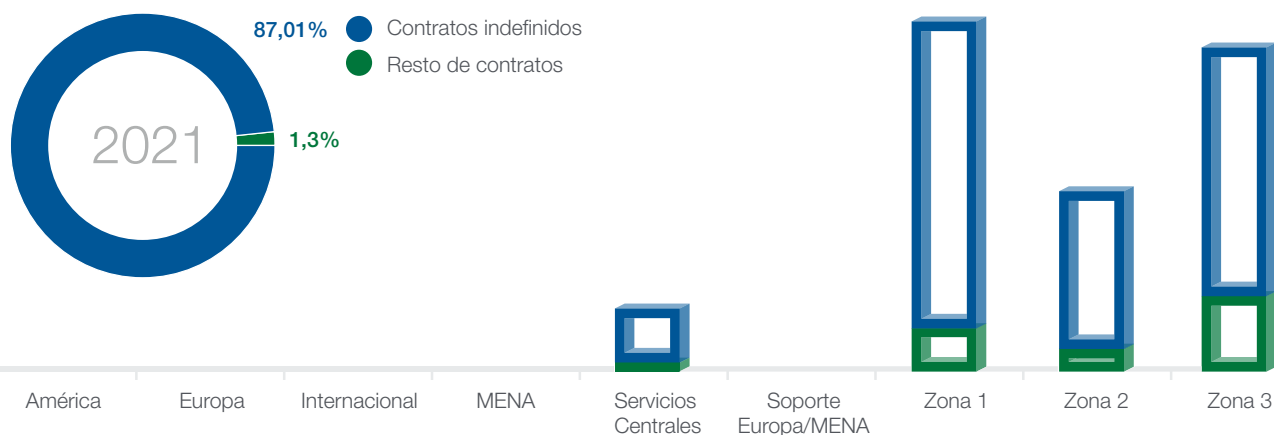 87,01%
Contratos indefinidos
Resto de contratos
2021
1,3%
América
Europa
Internacional
MENA
Servicios
Centrales
Soporte
Europa/MENA
Zona 1
Zona 2
Zona 3